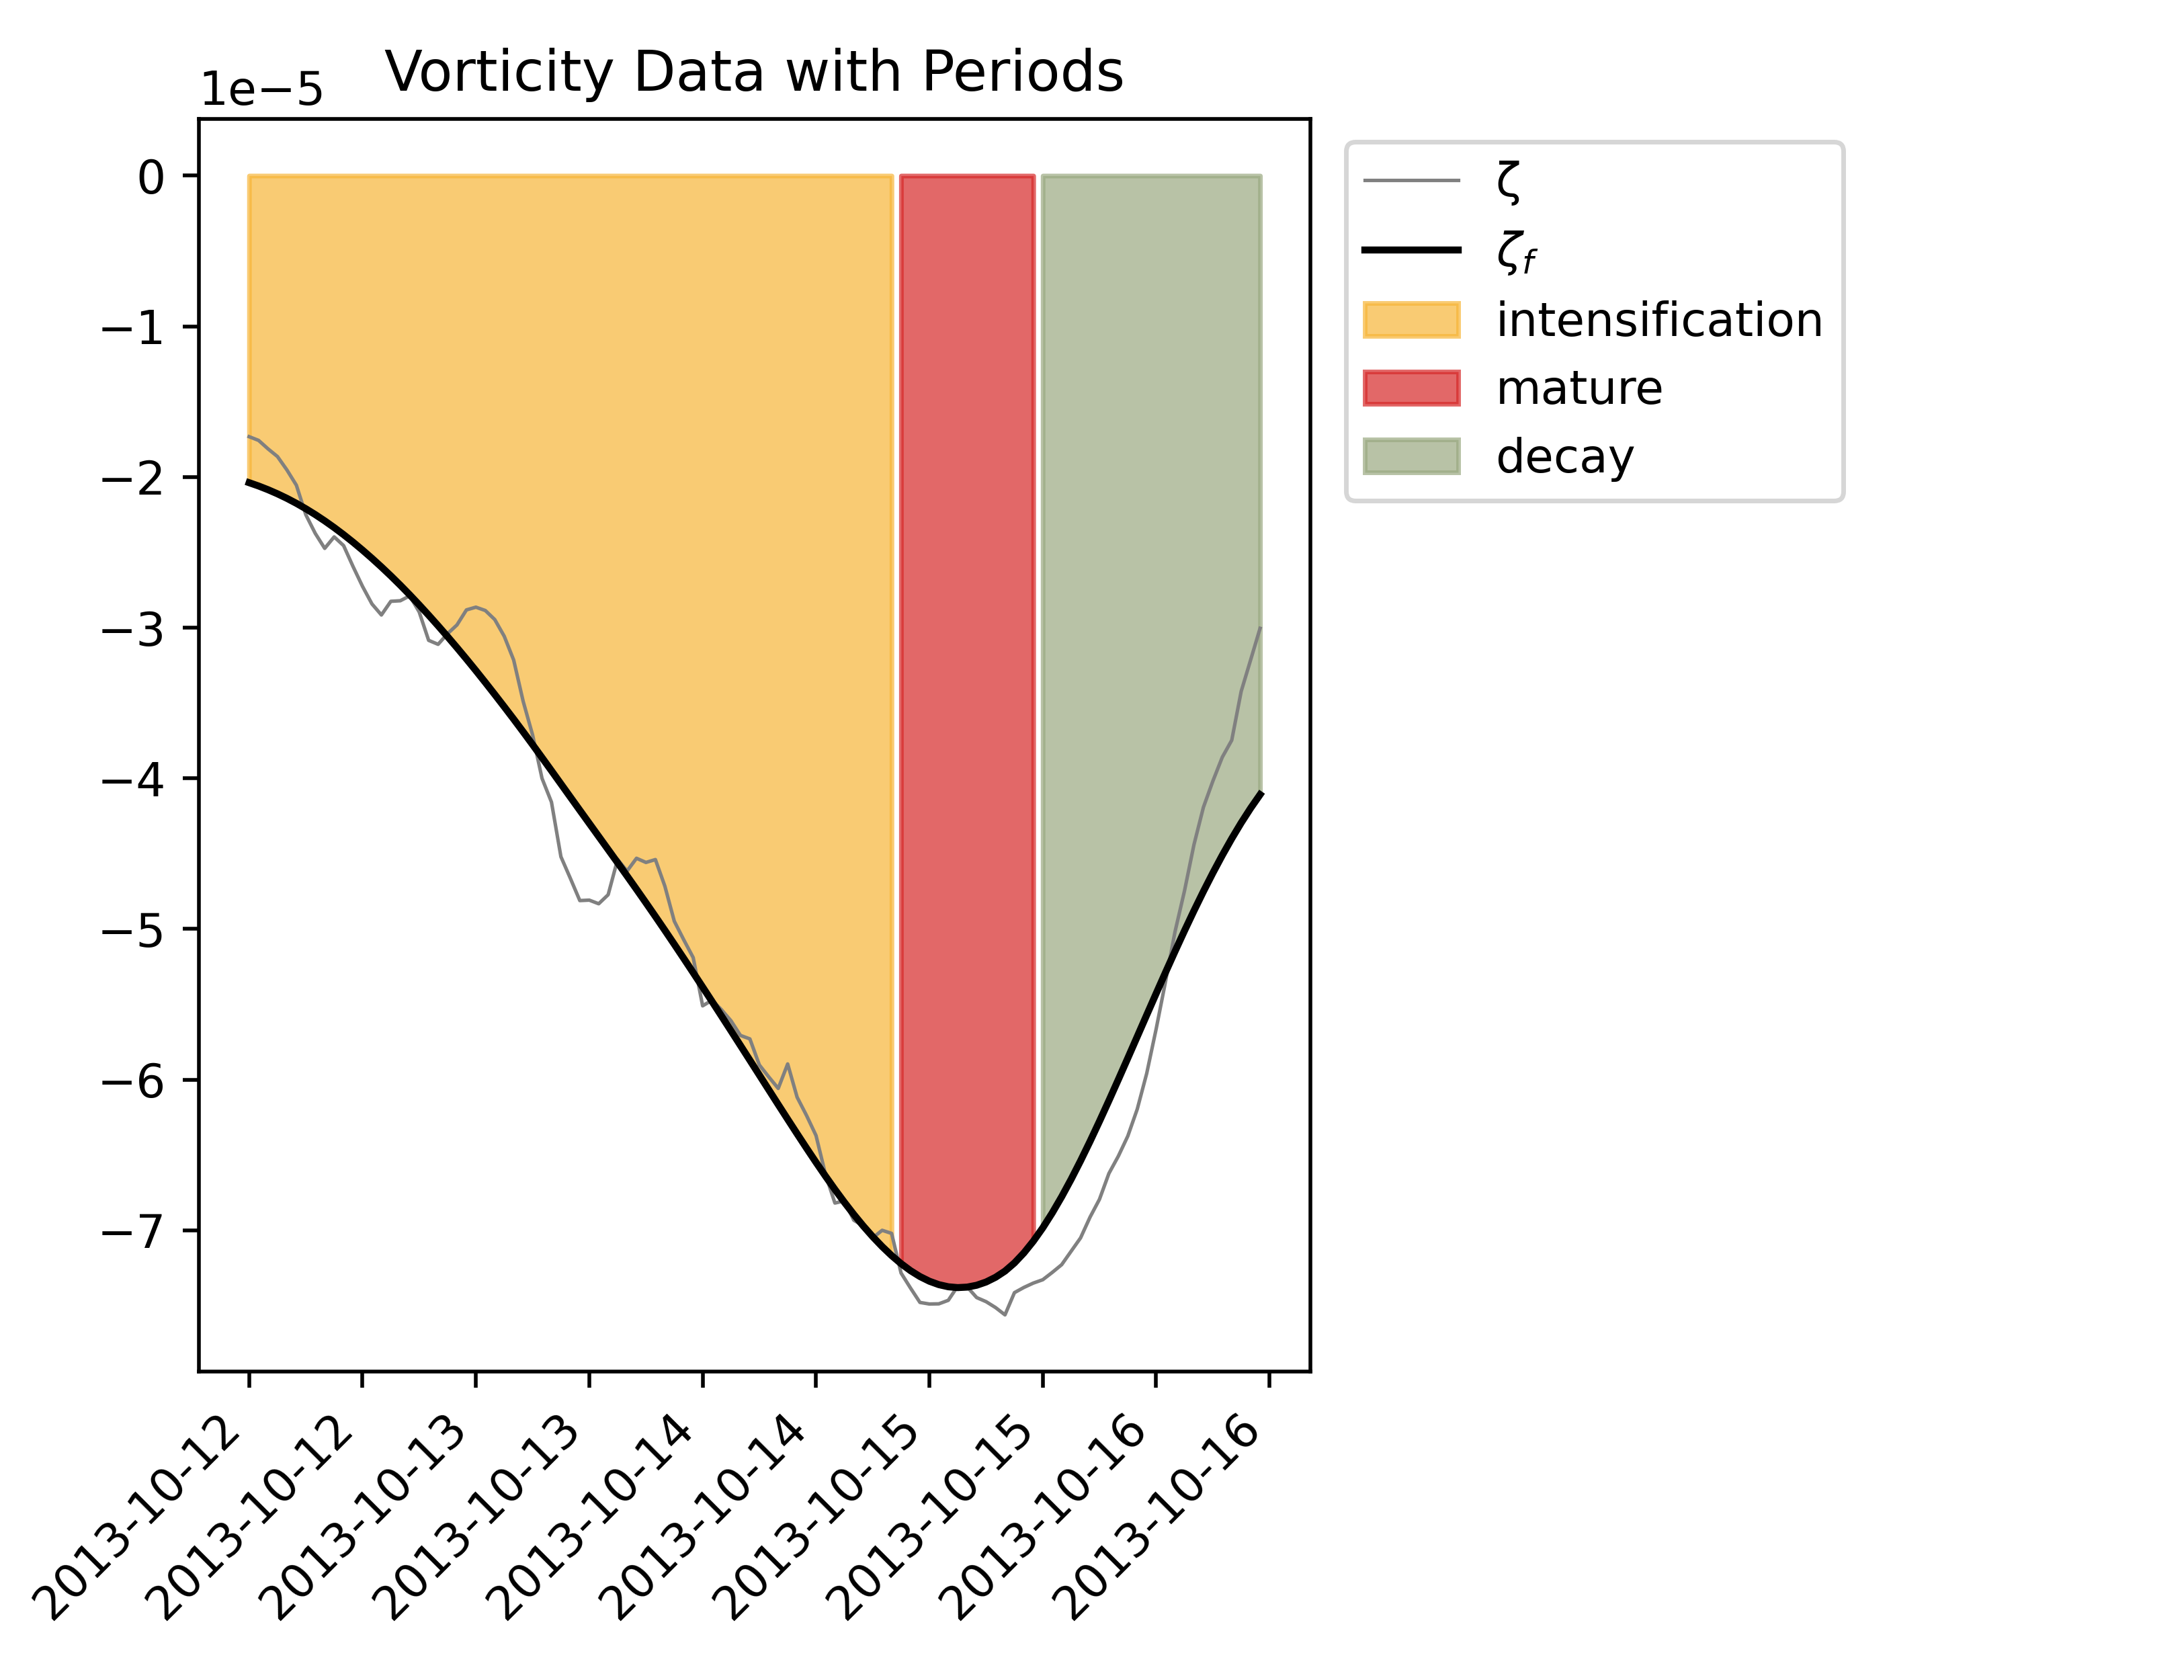 Vorticity Data with Periods
1e−5
0
−1
−2
−3
−4
−5
−6
−7
2013-10-12
2013-10-12
2013-10-13
2013-10-13
2013-10-14
2013-10-14
2013-10-15
2013-10-15
2013-10-16
2013-10-16
ζ
ζf
intensification
mature
decay